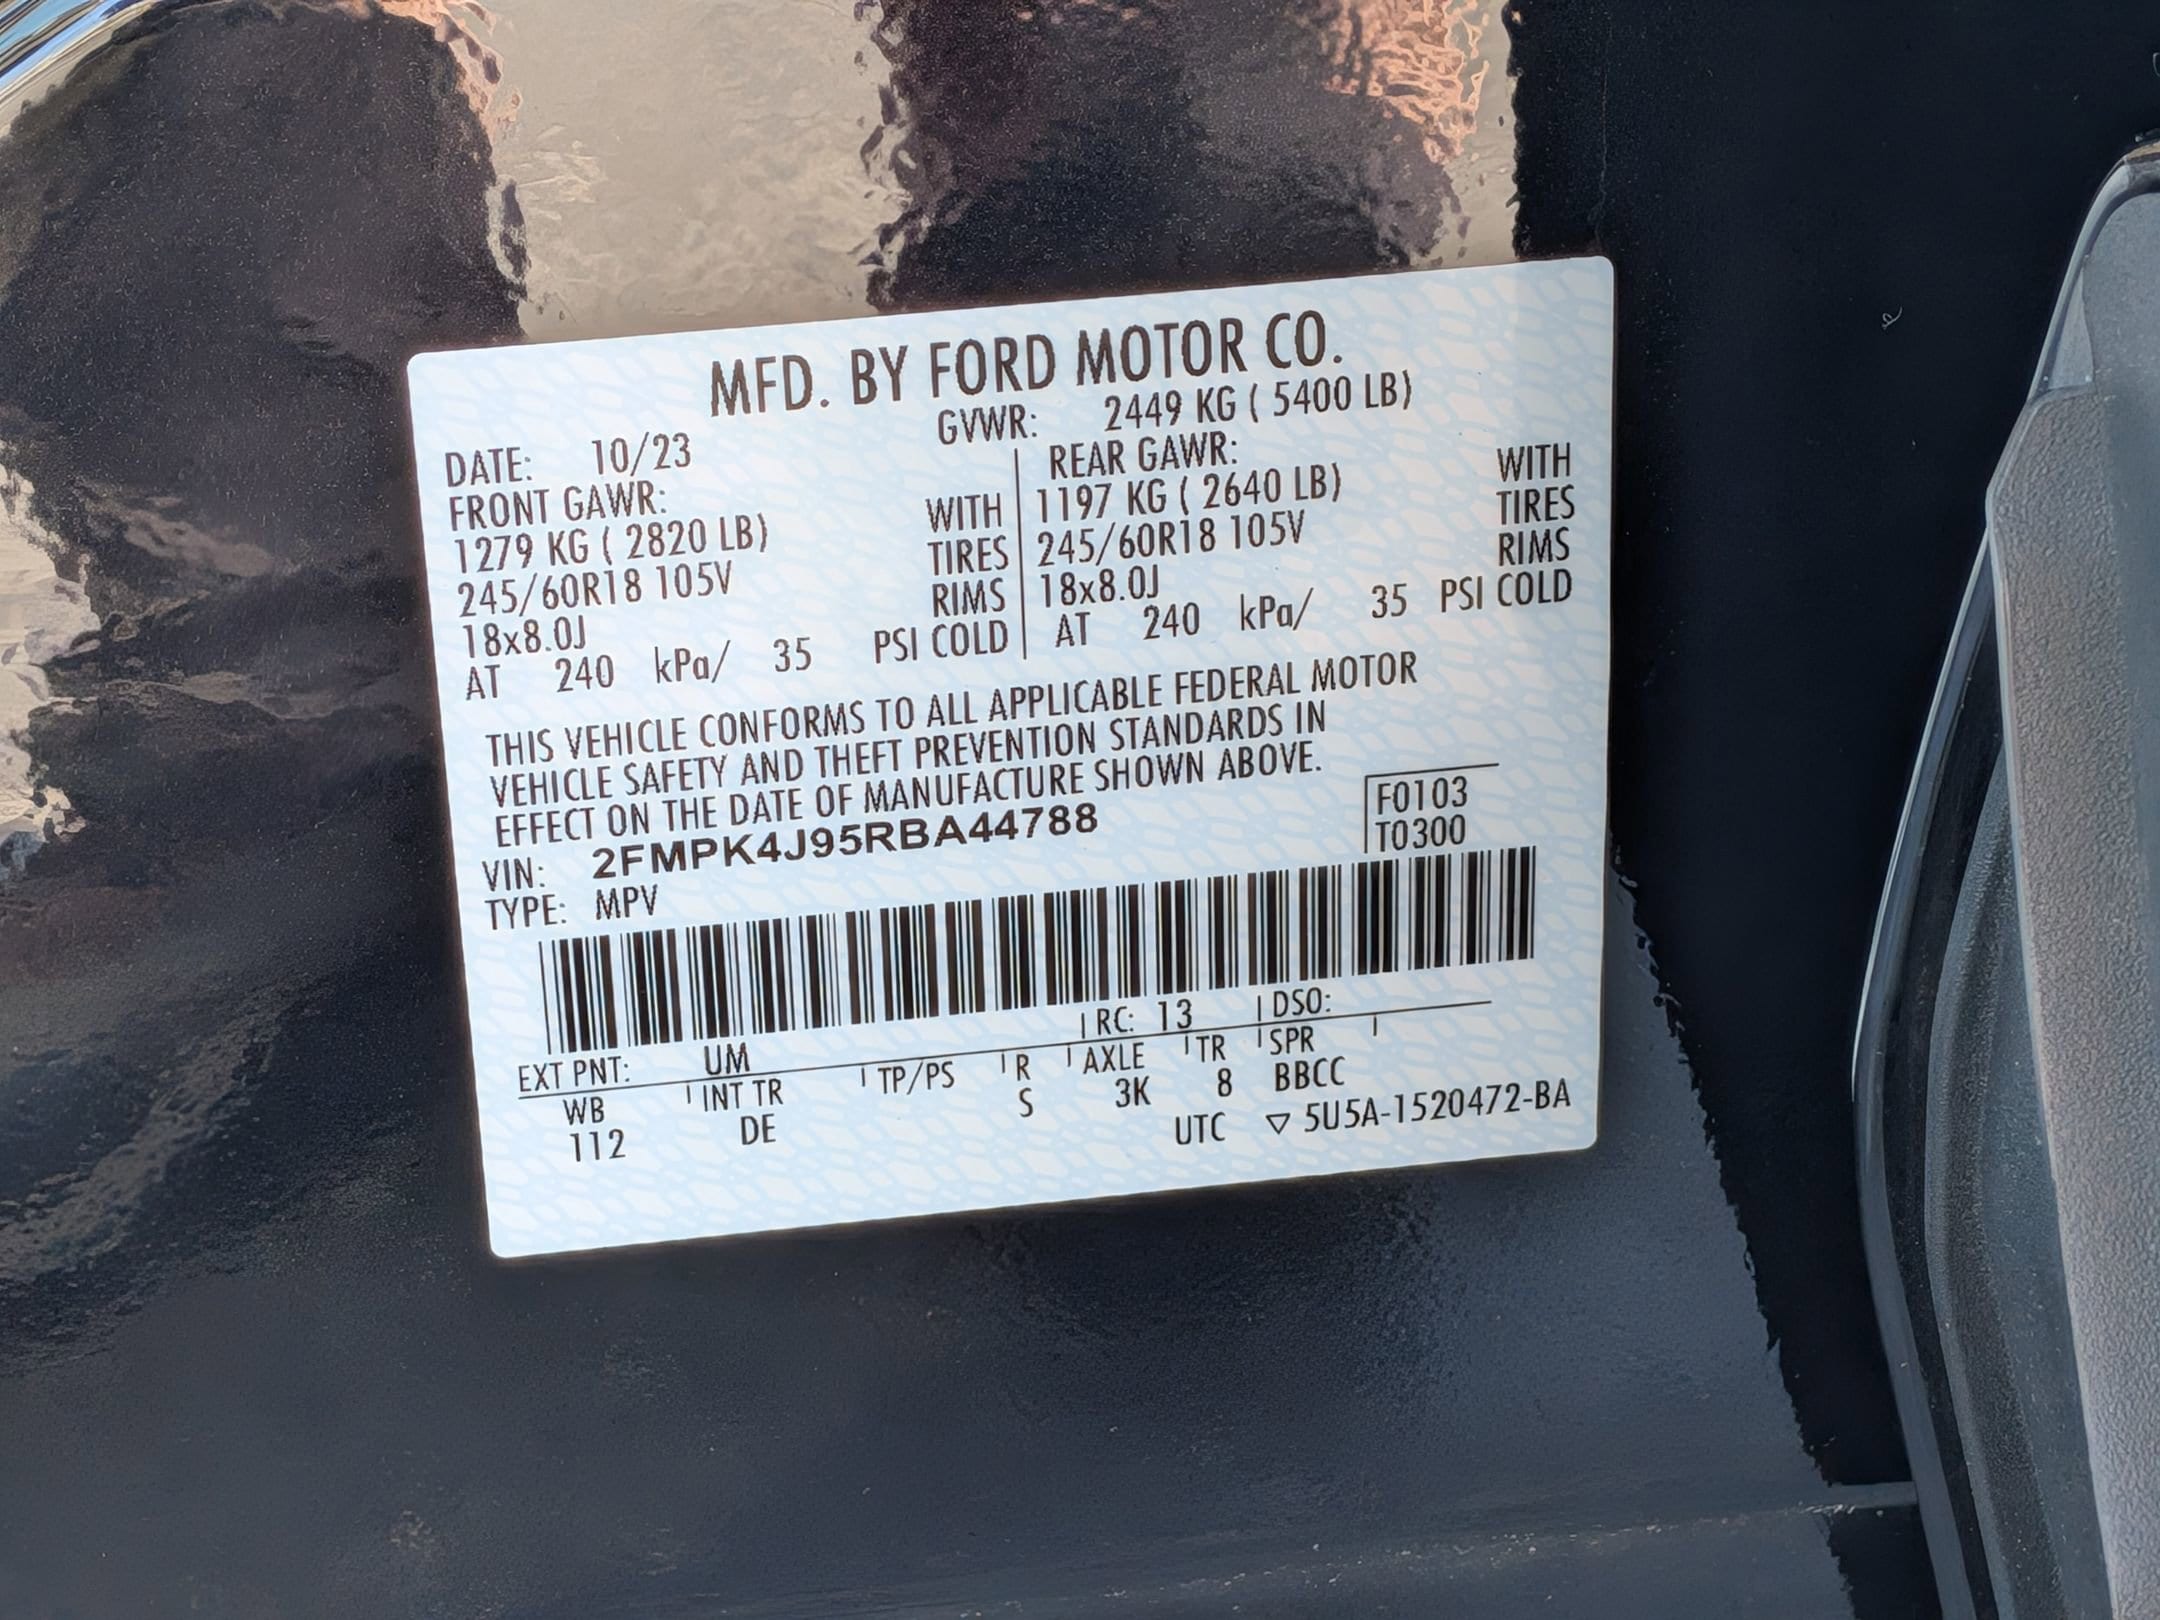 MFD. BY FORD MOTOR CO.
DATE: 10/23 GVWR: 2449 KG ( 5400 LB)
FRONT GAWR: REAR GAWR:
1279 KG ( 2820 LB) WITH 1197 KG ( 2640 LB) WITH
245/60R18 105V TIRES 245/60R18 105V TIRES
18x8.0J RIMS 18x8.0J RIMS
AT 240 kPa/ 35 PSI COLD AT 240 kPa/ 35 PSI COLD
THIS VEHICLE CONFORMS TO ALL APPLICABLE FEDERAL MOTOR
VEHICLE SAFETY AND THEFT PREVENTION STANDARDS IN
EFFECT ON THE DATE OF MANUFACTURE SHOWN ABOVE.
VIN: 2FMPK4J95RBA44788 F0103
TYPE: MPV T0300
EXT PNT: UM RC: 13 DSO:
WB INT TR TP/PS R AXLE TR SPR
112 DE S 3K 8 BBCC
UTC ▽ 5U5A-1520472-BA